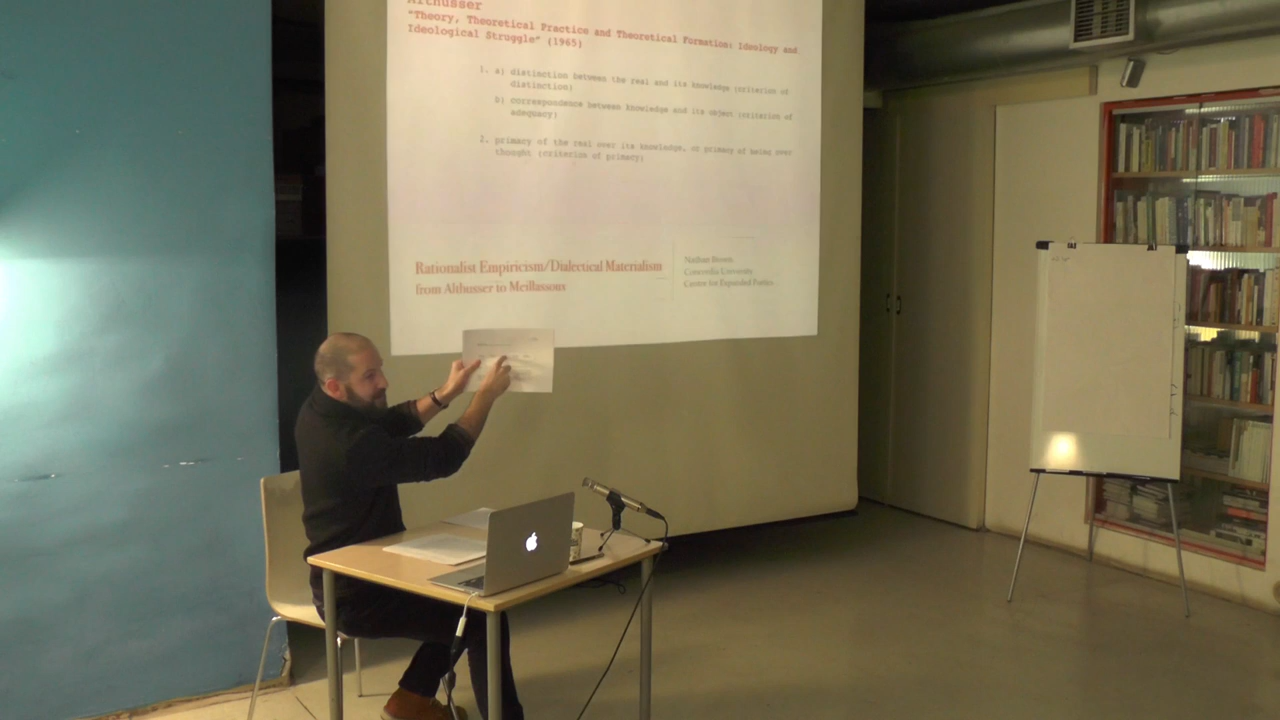 Althusser
"Theory, Theoretical Practice and Theoretical Formation: Ideology and
Ideological Struggle" (1965)
1. a) distinction between the real and its knowledge (criterion of
distinction)
b) correspondence between knowledge and its object (criterion of
adequacy)
2. primacy of the real over its knowledge, or primacy of being over
thought (criterion of primacy)
Rationalist Empiricism/Dialectical Materialism
from Althusser to Meillassoux
Nathan Brown
Concordia University
Centre for Expanded Poetics